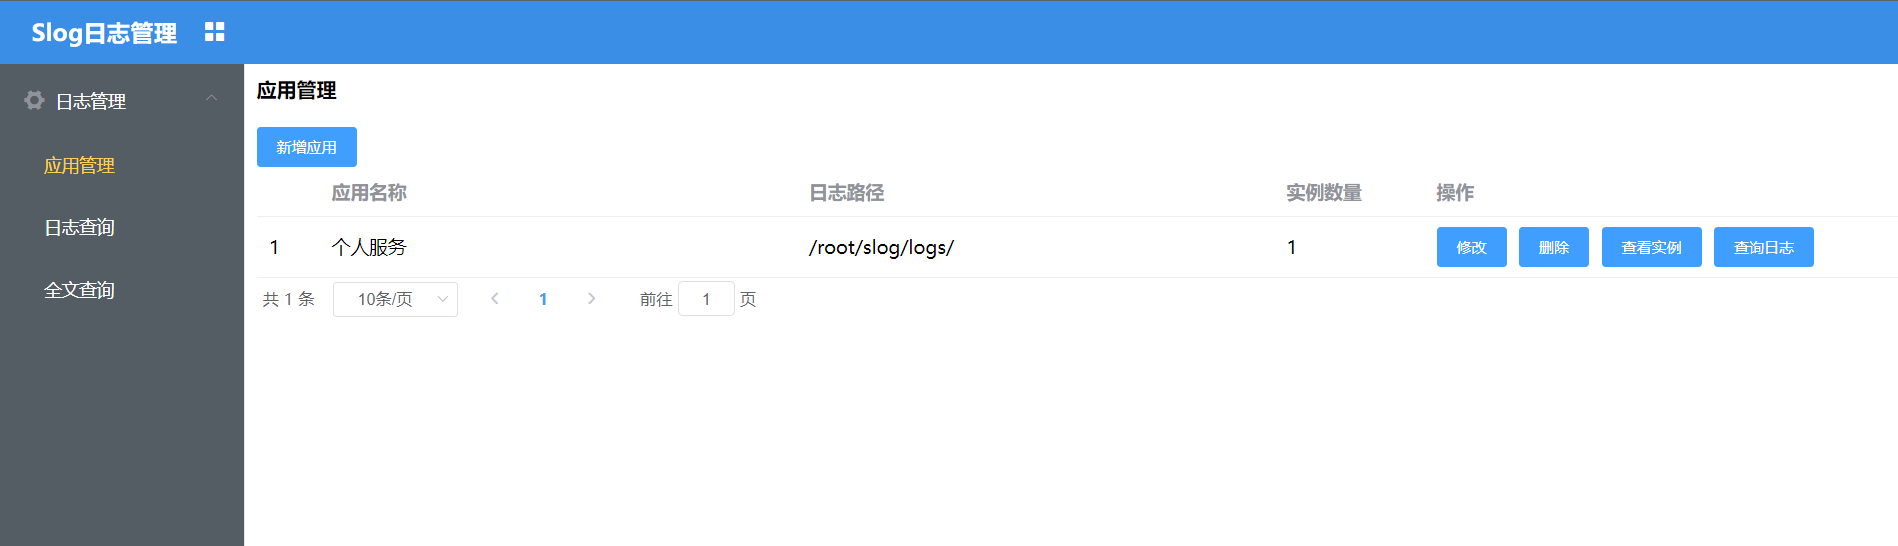 Slog日志管理
日志管理
应用管理
日志查询
全文查询
应用管理
新增应用
应用名称 日志路径 实例数量 操作
1 个人服务 /root/slog/logs/ 1 修改 删除 查看实例 查询日志
共 1 条 10条/页 1 前往 1 页